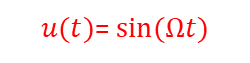 u(t)= sin(Ωt)